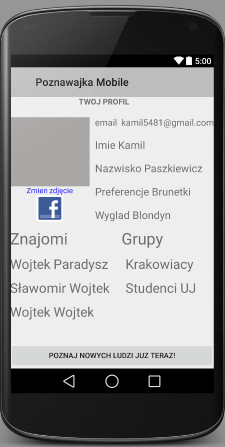 5:00
Poznawajka Mobile
TWOJ PROFIL
email kamil5481@gmail.com
Imie Kamil
Nazwisko Paszkiewicz
Zmien zdjęcie
Preferencje Brunetki
f
Wyglad Blondyn
Znajomi Grupy
Wojtek Paradysz Krakowiacy
Sławomir Wojtek Studenci UJ
Wojtek Wojtek
POZNAJ NOWYCH LUDZI JUZ TERAZ!